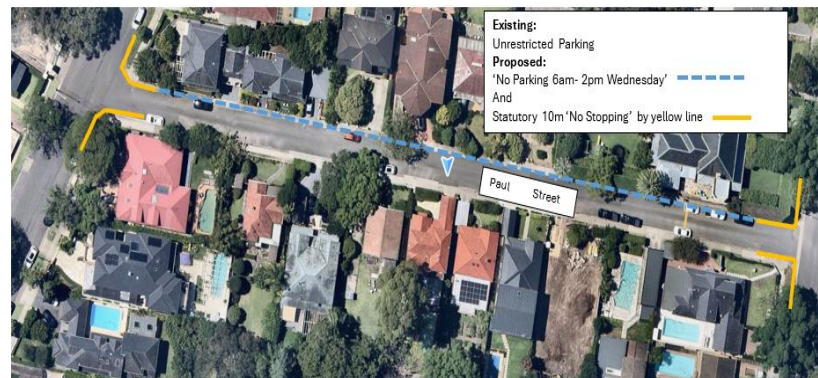 Existing:
Unrestricted Parking
Proposed:
‘No Parking 6am- 2pm Wednesday’
And
Statutory 10m ‘No Stopping’ by yellow line
Paul Street